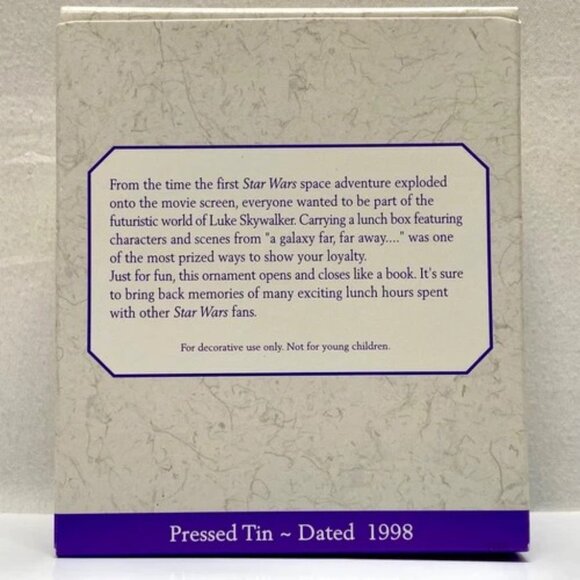 From the time the first Star Wars space adventure exploded
onto the movie screen, everyone wanted to be part of the
futuristic world of Luke Skywalker. Carrying a lunch box featuring
characters and scenes from "a galaxy far, far away...." was one
of the most prized ways to show your loyalty.
Just for fun, this ornament opens and closes like a book. It's sure
to bring back memories of many exciting lunch hours spent
with other Star Wars fans.
For decorative use only. Not for young children.
Pressed Tin ~ Dated 1998